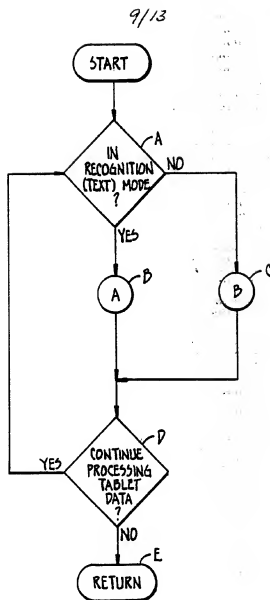 9/13
START
A
IN
RECOGNITION
(TEXT) MODE
?
NO
YES
B
A
C
B
D
CONTINUE
PROCESSING
TABLET
DATA
?
YES
NO
E
RETURN